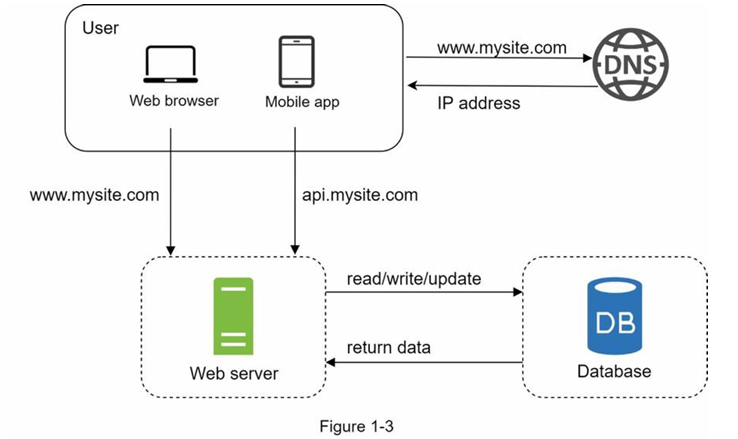 User
Web browser
Mobile app
www.mysite.com
DNS
IP address
www.mysite.com
api.mysite.com
read/write/update
DB
return data
Web server
Database
Figure 1-3